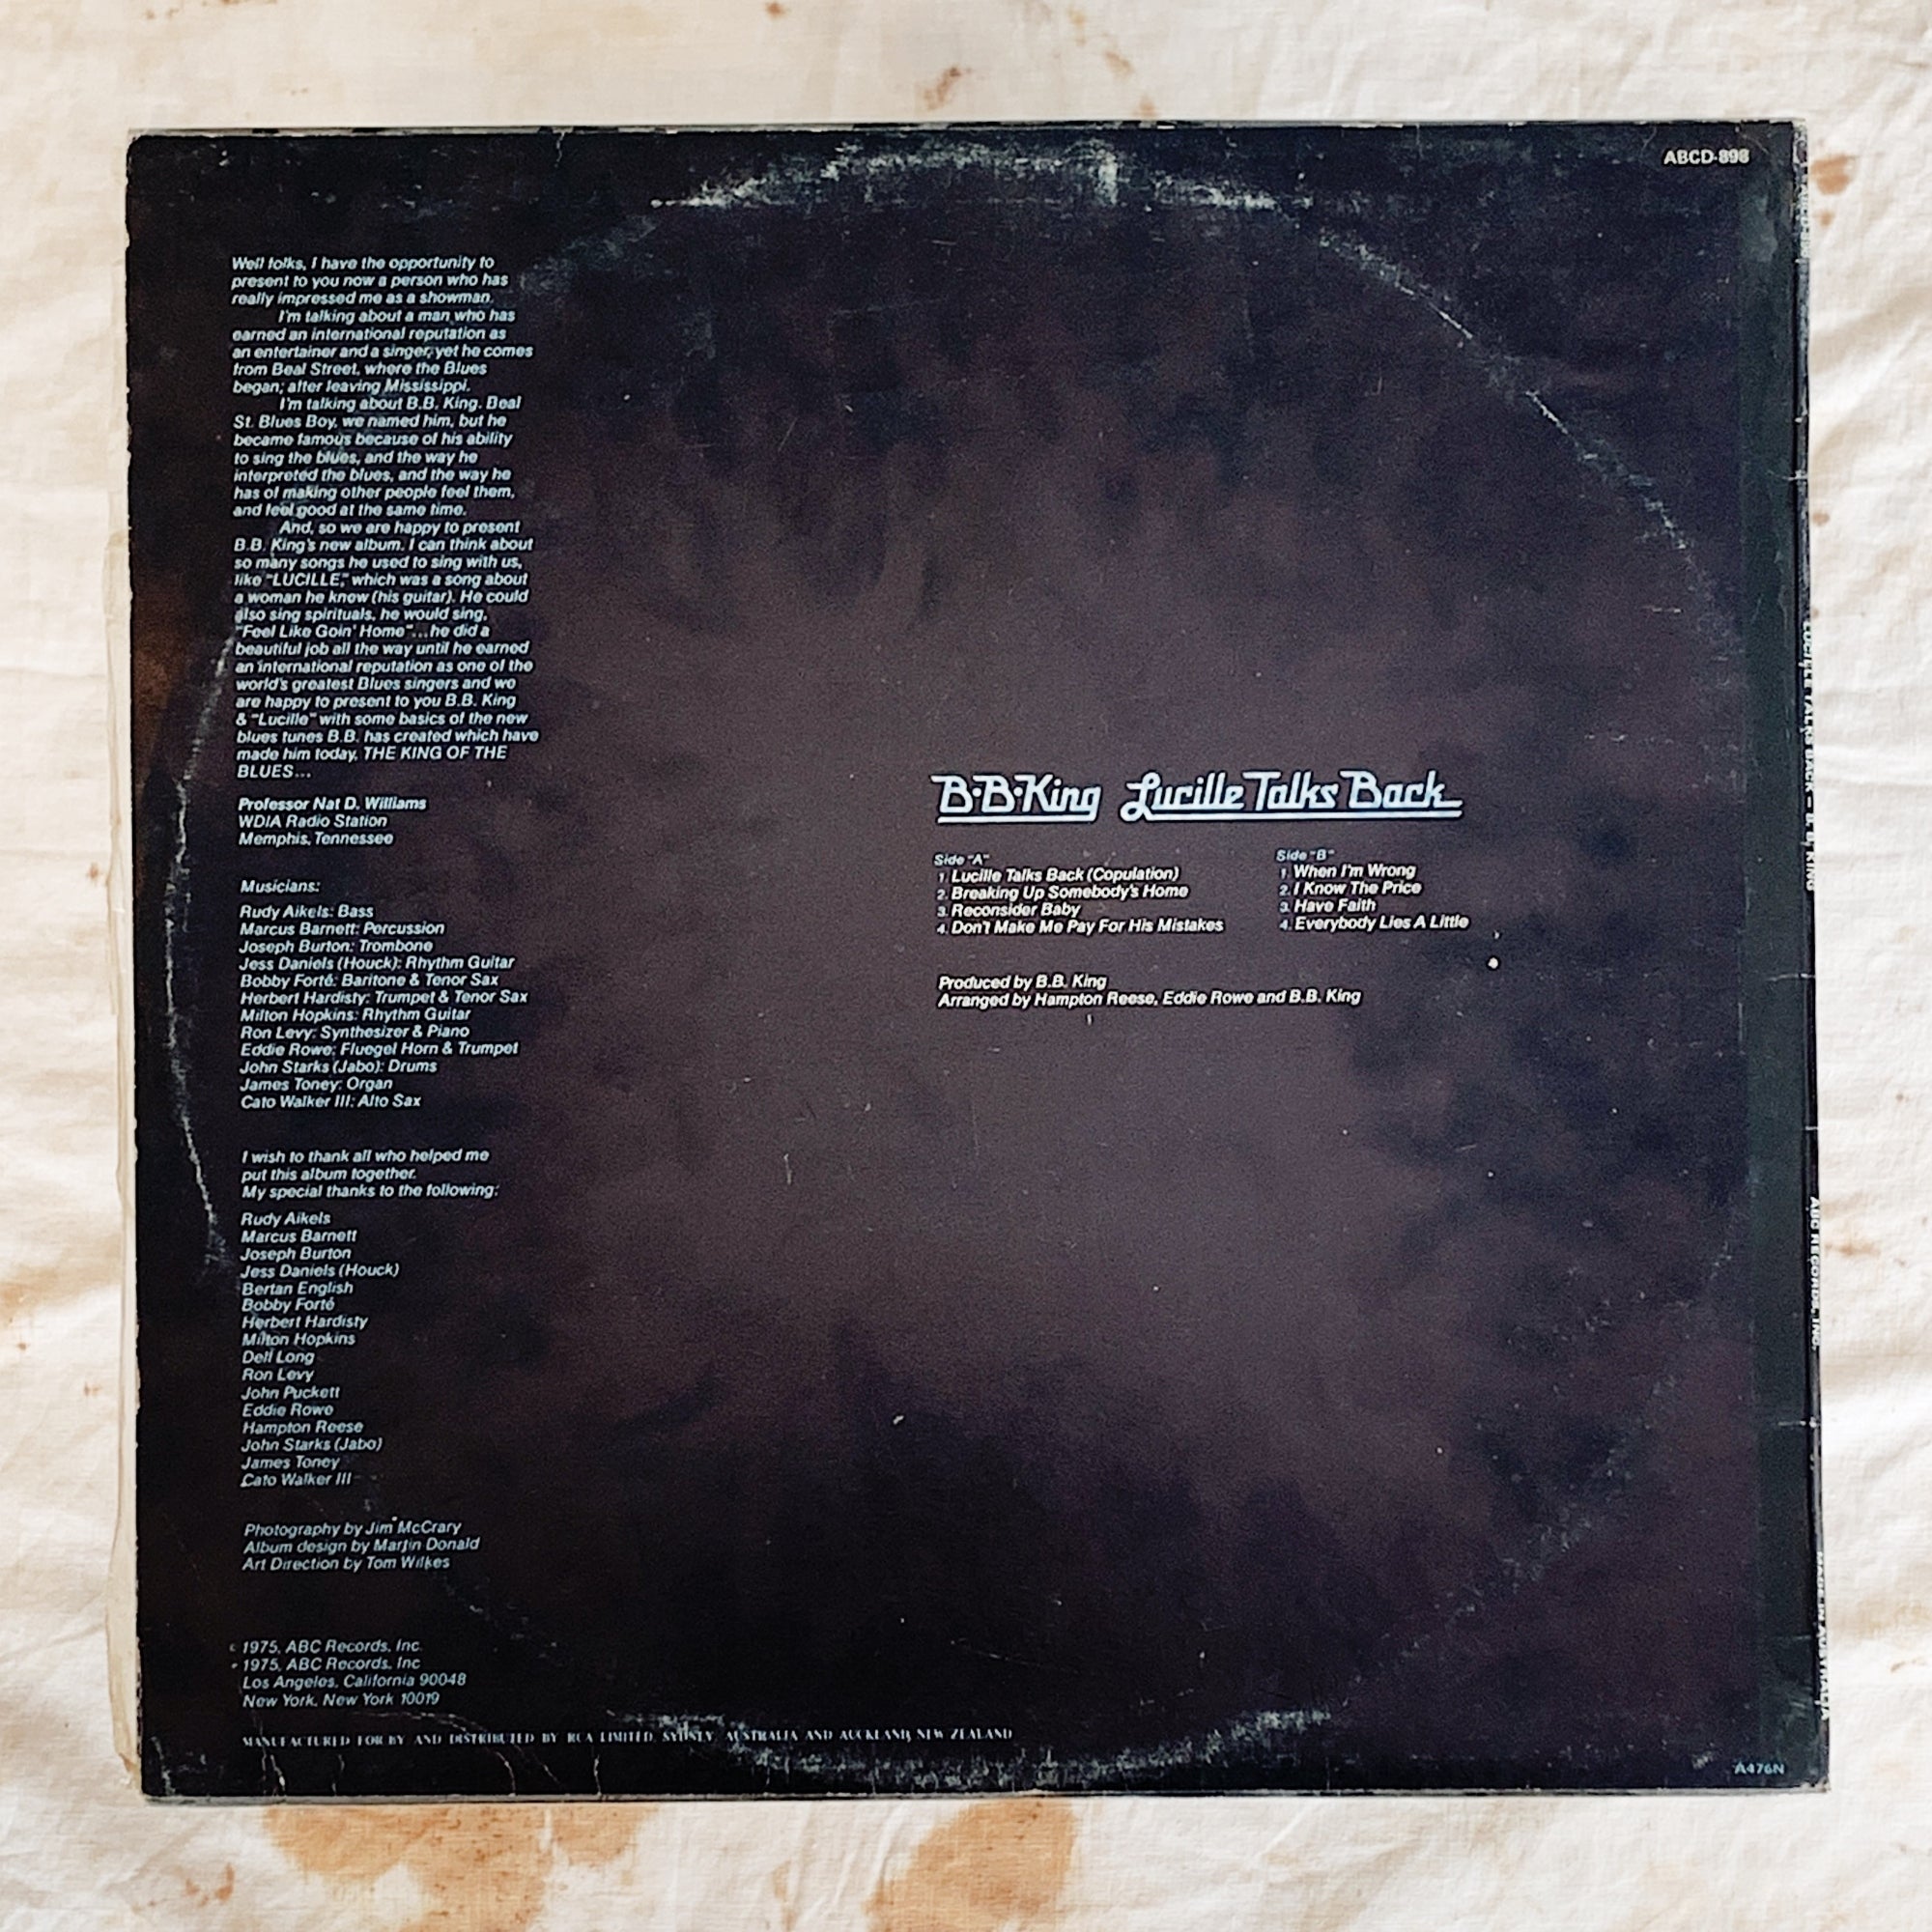 ABCD-898
Well folks, I have the opportunity to
present to you now a person who has
really impressed me as a showman.
I'm talking about a man who has
earned an international reputation as
an entertainer and a singer, yet he comes
from Beal Street, where the Blues
began; after leaving Mississippi.
I'm talking about B.B. King. Beal
St. Blues Boy, we named him, but he
became famous because of his ability
to sing the blues, and the way he
interpreted the blues, and the way he
has of making other people feel them,
and feel good at the same time.
And, so we are happy to present
B.B. King's new album. I can think about
so many songs he used to sing with us,
like "LUCILLE," which was a song about
a woman he knew (his guitar). He could
also sing spirituals, he would sing,
"Feel Like Goin' Home"...he did a
beautiful job all the way until he earned
an international reputation as one of the
world's greatest Blues singers and we
are happy to present to you B.B. King
& "Lucille" with some basics of the new
blues tunes B.B. has created which have
made him today, THE KING OF THE
BLUES...
Professor Nat D. Williams
WDIA Radio Station
Memphis, Tennessee
Musicians:
Rudy Aikels: Bass
Marcus Barnett: Percussion
Joseph Burton: Trombone
Jess Daniels (Houck): Rhythm Guitar
Bobby Forté: Baritone & Tenor Sax
Herbert Hardisty: Trumpet & Tenor Sax
Milton Hopkins: Rhythm Guitar
Ron Levy: Synthesizer & Piano
Eddie Rowe: Fluegel Horn & Trumpet
John Starks (Jabo): Drums
James Toney: Organ
Cato Walker III: Alto Sax
I wish to thank all who helped me
put this album together.
My special thanks to the following:
Rudy Aikels
Marcus Barnett
Joseph Burton
Jess Daniels (Houck)
Bertan English
Bobby Forté
Herbert Hardisty
Milton Hopkins
Dell Long
Ron Levy
John Puckett
Eddie Rowe
Hampton Reese
John Starks (Jabo)
James Toney
Cato Walker III
Photography by Jim McCrary
Album design by Martin Donald
Art Direction by Tom Wilkes
1975, ABC Records, Inc.
1975, ABC Records, Inc
Los Angeles, California 90048
New York, New York 10019
MANUFACTURED FOR BY AND DISTRIBUTED BY RCA LIMITED, SYDNEY, AUSTRALIA AND AUCKLAND, NEW ZEALAND
B·B·King Lucille Talks Back
Side "A"
1. Lucille Talks Back (Copulation)
2. Breaking Up Somebody's Home
3. Reconsider Baby
4. Don't Make Me Pay For His Mistakes
Side "B"
1. When I'm Wrong
2. I Know The Price
3. Have Faith
4. Everybody Lies A Little
Produced by B.B. King
Arranged by Hampton Reese, Eddie Rowe and B.B. King
A476N
LUCILLE TALKS BACK – B. B. KING
ABC RECORDS, INC.
MADE IN AUSTRALIA